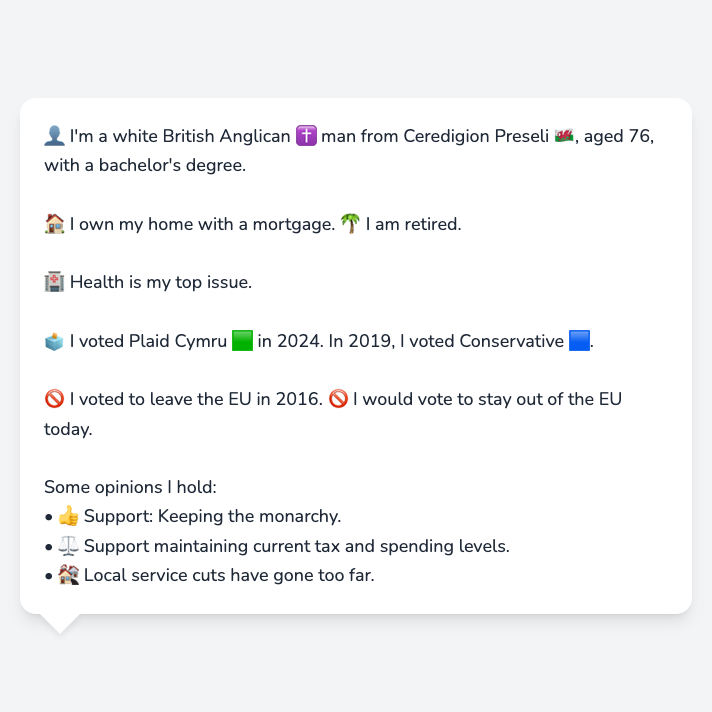 👤 I'm a white British Anglican ✝️ man from Ceredigion Preseli 🏴󠁧󠁢󠁷󠁬󠁳󠁿, aged 76,
with a bachelor's degree.
🏠 I own my home with a mortgage. 🌴 I am retired.
🏥 Health is my top issue.
🗳️ I voted Plaid Cymru 🟩 in 2024. In 2019, I voted Conservative 🟦.
🚫 I voted to leave the EU in 2016. 🚫 I would vote to stay out of the EU
today.
Some opinions I hold:
• 👍 Support: Keeping the monarchy.
• ⚖️ Support maintaining current tax and spending levels.
• 🏚️ Local service cuts have gone too far.